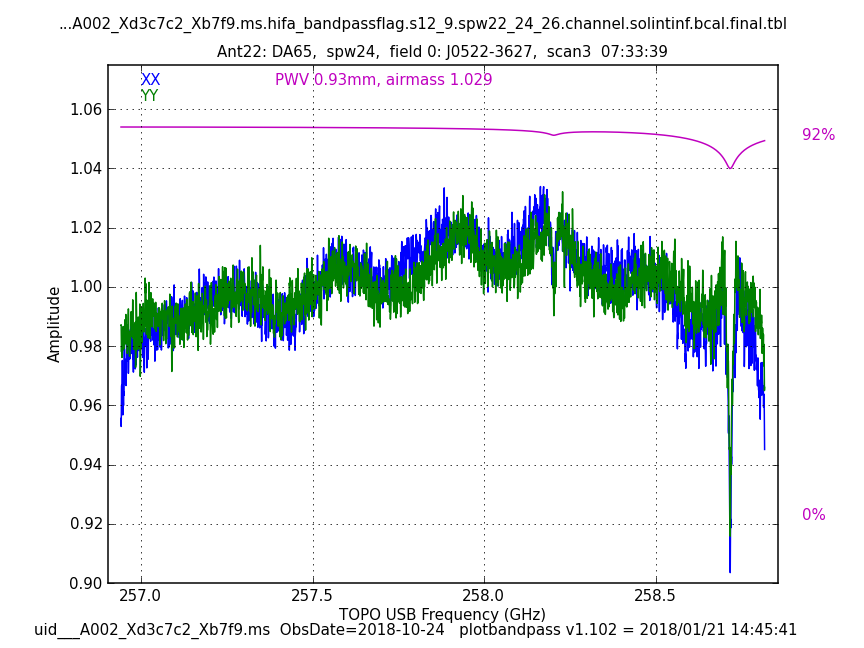 ...A002_Xd3c7c2_Xb7f9.ms.hifa_bandpassflag.s12_9.spw22_24_26.channel.solintinf.bcal.final.tbl
Ant22: DA65,  spw24,  field 0: J0522-3627,  scan3  07:33:39
XX
PWV 0.93mm, airmass 1.029
YY
1.06
92%
1.04
1.02
1.00
Amplitude
0.98
0.96
0.94
0.92
0%
0.90
257.0
257.5
258.0
258.5
TOPO USB Frequency (GHz)
uid___A002_Xd3c7c2_Xb7f9.ms  ObsDate=2018-10-24   plotbandpass v1.102 = 2018/01/21 14:45:41